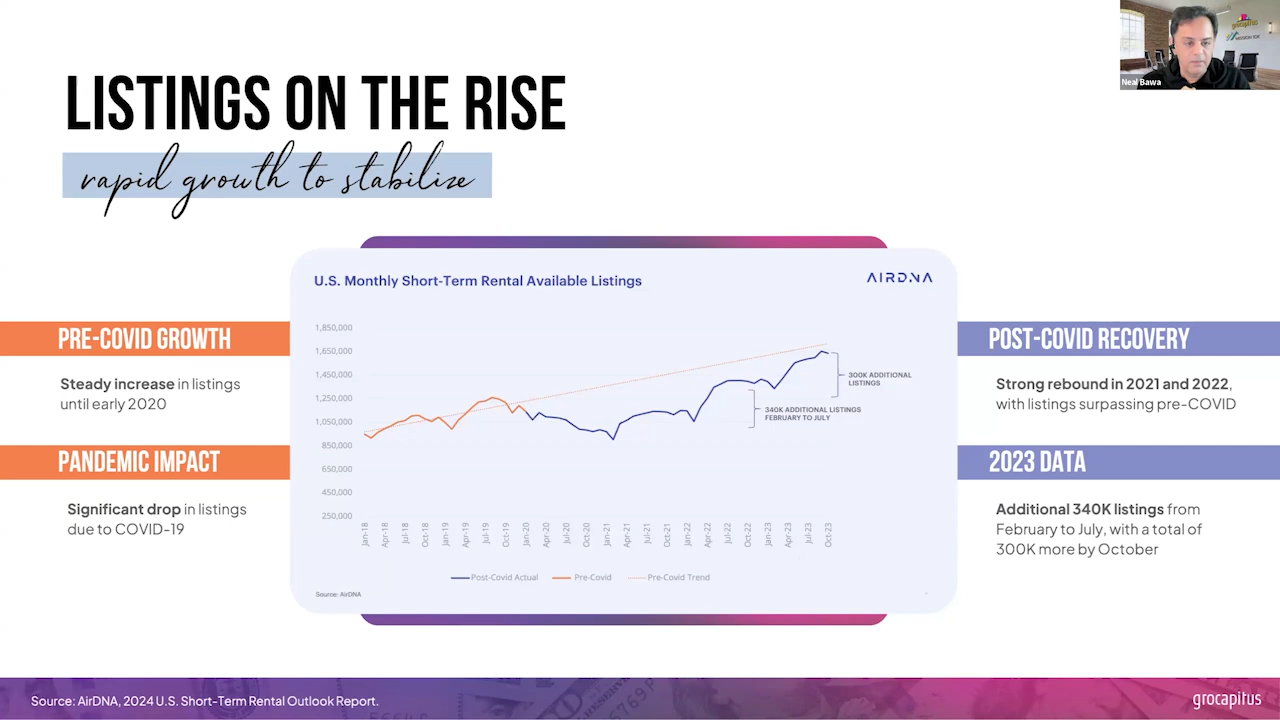 LISTINGS ON THE RISE
rapid growth to stabilize
grocapitus
MISSION 10K
Neal Bawa
PRE-COVID GROWTH
Steady increase in listings
until early 2020
PANDEMIC IMPACT
Significant drop in listings
due to COVID-19
U.S. Monthly Short-Term Rental Available Listings
AIRDNA
1,850,000
1,650,000
1,450,000
1,250,000
1,050,000
850,000
650,000
450,000
250,000
300K ADDITIONAL
LISTINGS
340K ADDITIONAL LISTINGS
FEBRUARY TO JULY
Jan-18 Apr-18 Jul-18 Oct-18 Jan-19 Apr-19 Jul-19 Oct-19 Jan-20 Apr-20 Jul-20 Oct-20 Jan-21 Apr-21 Jul-21 Oct-21 Jan-22 Apr-22 Jul-22 Oct-22 Jan-23 Apr-23 Jul-23 Oct-23
Post-Covid Actual Pre-Covid Pre-Covid Trend
Source: AirDNA
POST-COVID RECOVERY
Strong rebound in 2021 and 2022,
with listings surpassing pre-COVID
2023 DATA
Additional 340K listings from
February to July, with a total of
300K more by October
Source: AirDNA, 2024 U.S. Short-Term Rental Outlook Report.
grocapitus